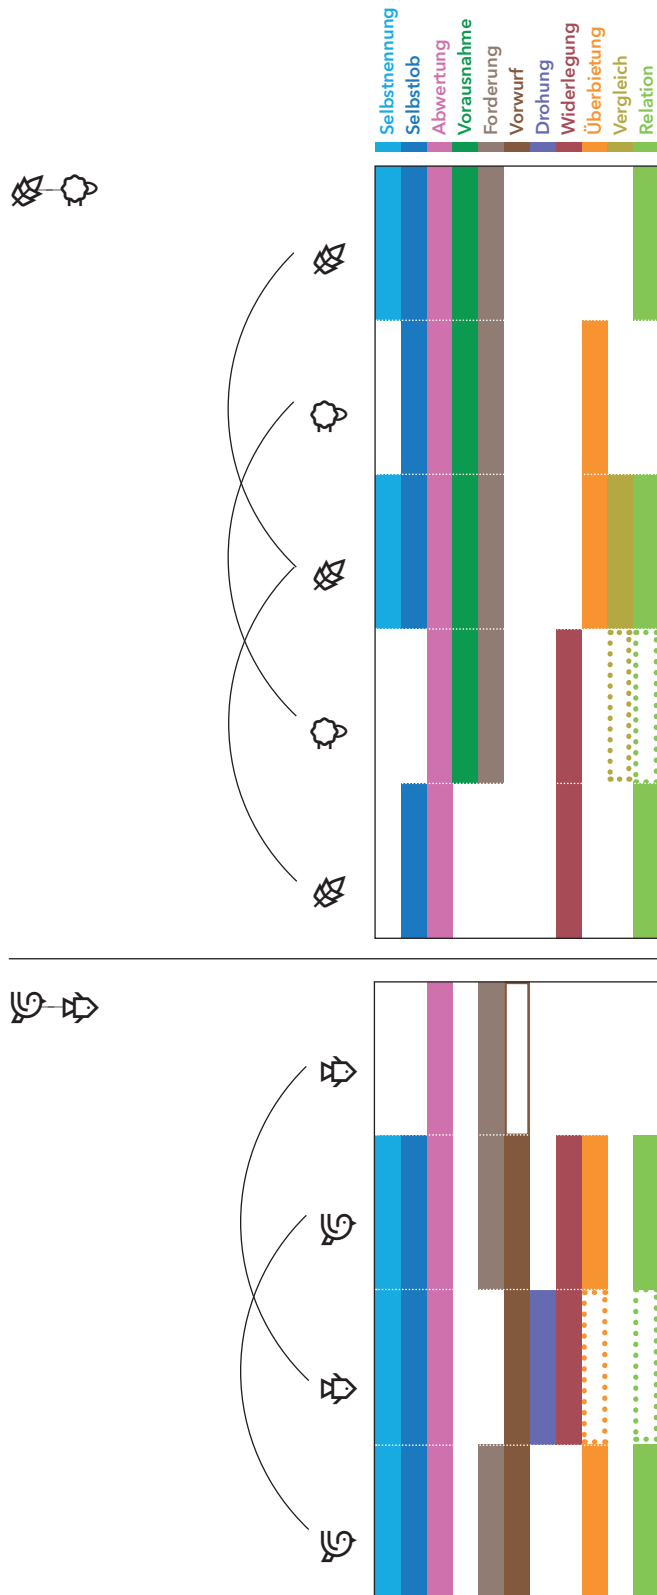 Selbstnennung
Selbstlob
Abwertung
Vorausnahme
Forderung
Vorwurf
Drohung
Widerlegung
Überbietung
Vergleich
Relation